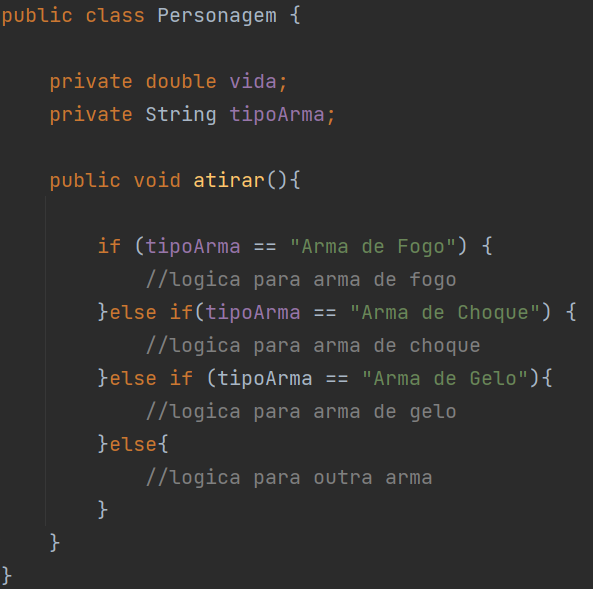 public class Personagem {
private double vida;
private String tipoArma;
public void atirar(){
if (tipoArma == "Arma de Fogo") {
//logica para arma de fogo
}else if(tipoArma == "Arma de Choque") {
//logica para arma de choque
}else if (tipoArma == "Arma de Gelo"){
//logica para arma de gelo
}else{
//logica para outra arma
}
}
}